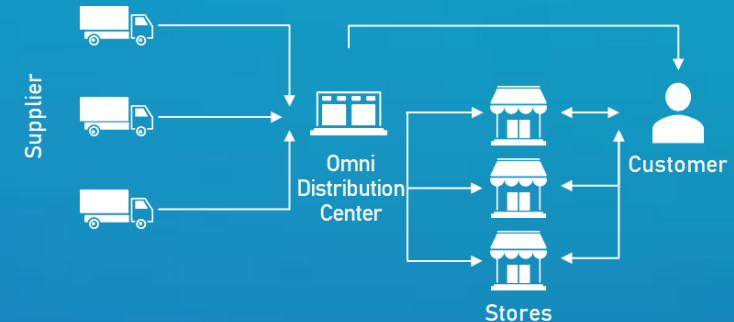 Supplier
Omni
Distribution
Center
Customer
Stores